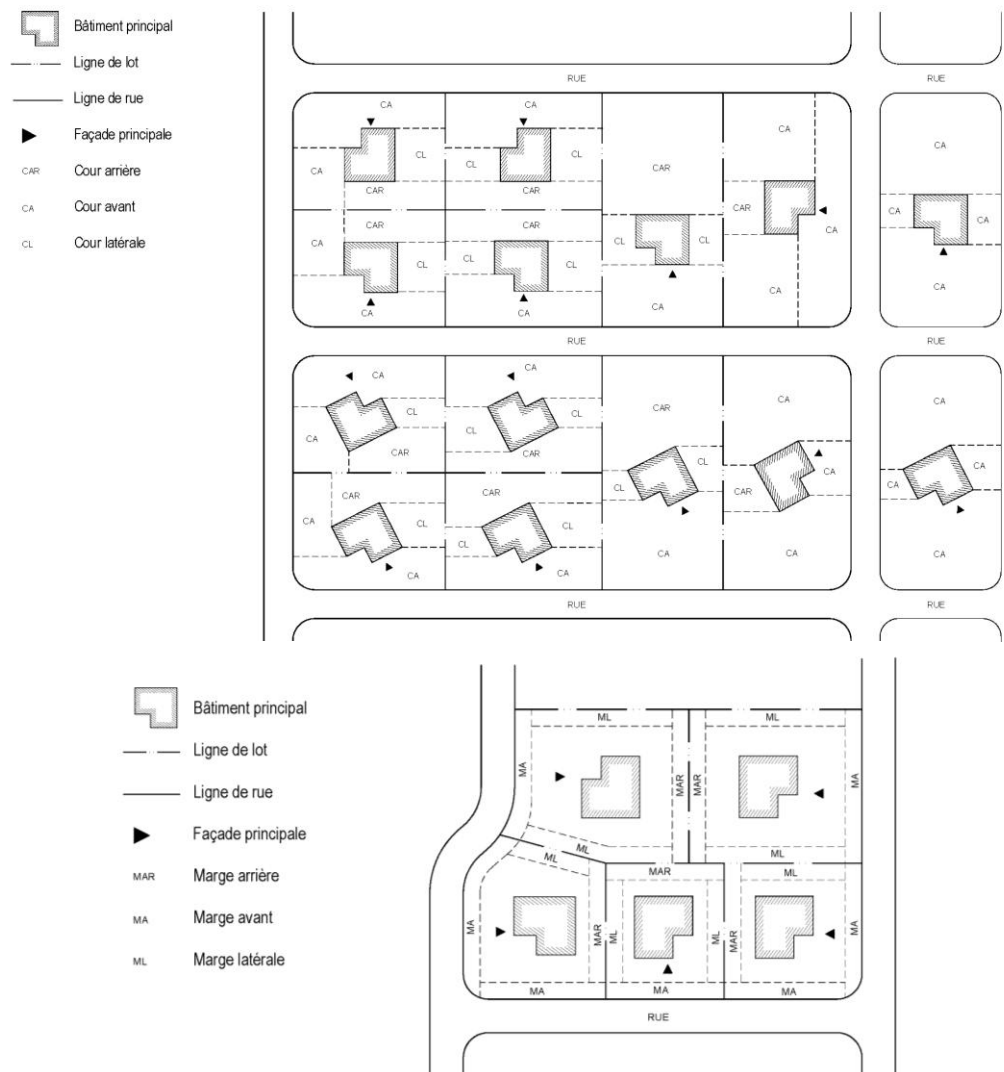 Bâtiment principal
Ligne de lot
Ligne de rue
Façade principale
CAR Cour arrière
CA Cour avant
CL Cour latérale
RUE RUE
CA CA
CA CA
CA CL CL CL
CAR
CAR CAR
CAR CA CA
CA
CAR CAR
CA CL CL CL
CL CL
CA CA
CA CA CA
RUE RUE
CA CA
CA CA
CL CL
CAR
CL
CA
CAR CAR
CL
CA
CA
CAR CAR
CL
CAR
CA
CL
CL CL
CA CA CA
CA CA
RUE RUE
Bâtiment principal
Ligne de lot
Ligne de rue
Façade principale
MAR Marge arrière
MA Marge avant
ML Marge latérale
ML ML
MA MAR MAR MA
ML
ML
ML
MAR ML
MA MAR ML ML MAR MA
MA MA MA
RUE